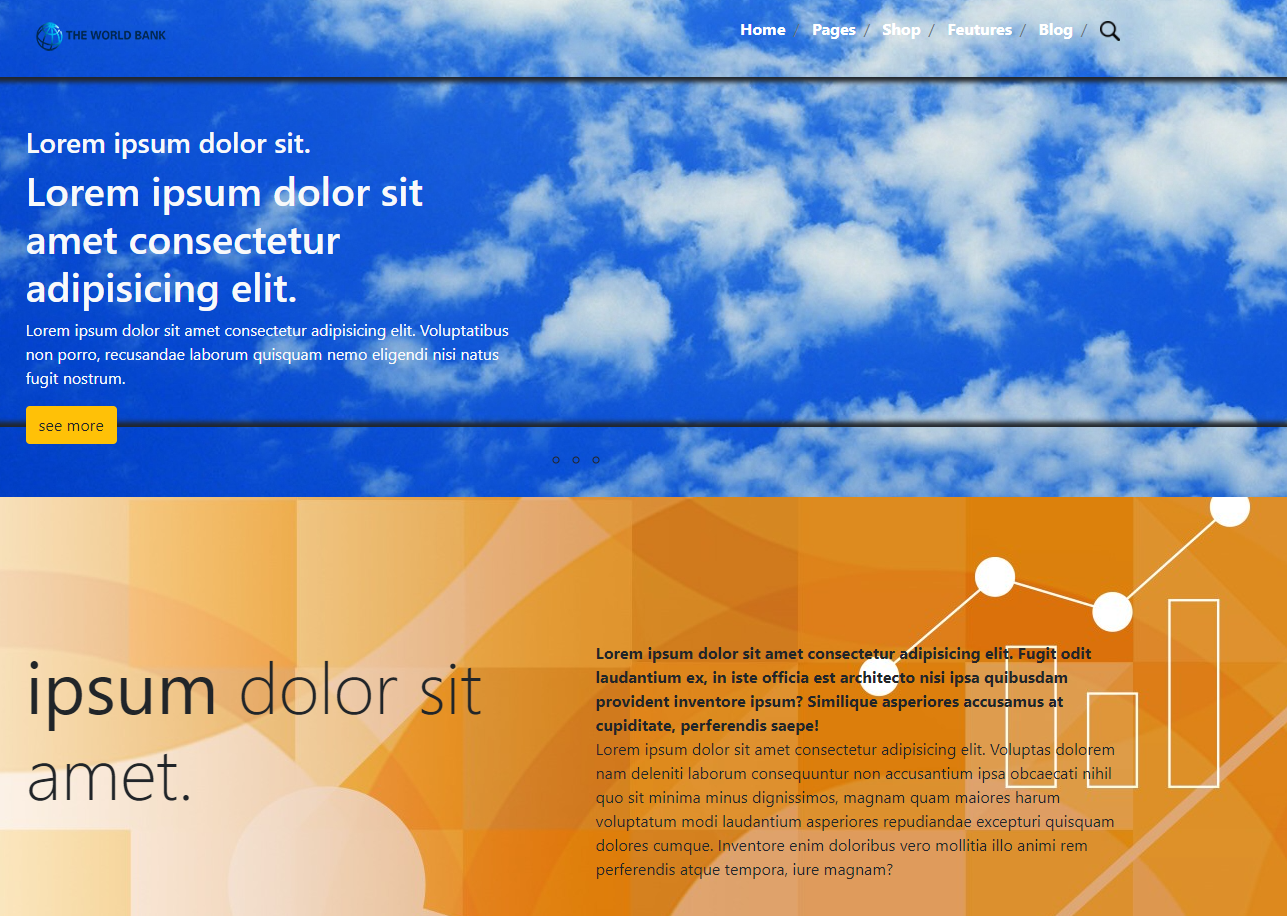 THE WORLD BANK
Home Pages / Shop / Feutures / Blog /
Lorem ipsum dolor sit.
Lorem ipsum dolor sit
amet consectetur
adipisicing elit.
Lorem ipsum dolor sit amet consectetur adipisicing elit. Voluptatibus
non porro, recusandae laborum quisquam nemo eligendi nisi natus
fugit nostrum.
see more
ipsum dolor sit
amet.
Lorem ipsum dolor sit amet consectetur adipisicing elit. Fugit odit
laudantium ex, in iste officia est architecto nisi ipsa quibusdam
provident inventore ipsum? Similique asperiores accusamus at
cupiditate, perferendis saepe!
Lorem ipsum dolor sit amet consectetur adipisicing elit. Voluptas dolorem
nam deleniti laborum consequuntur non accusantium ipsa obcaecati nihil
quo sit minima minus dignissimos, magnam quam maiores harum
voluptatum modi laudantium asperiores repudiandae excepturi quisquam
dolores cumque. Inventore enim doloribus vero mollitia illo animi rem
perferendis atque tempora, iure magnam?